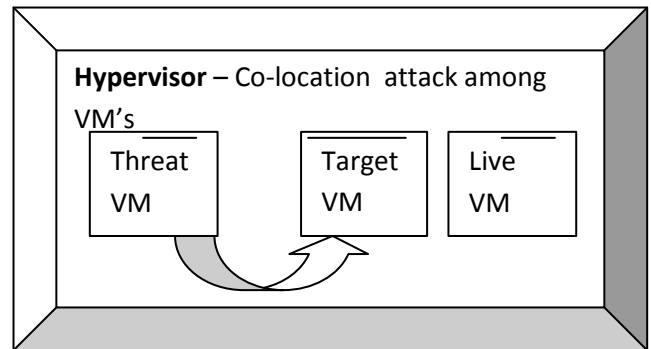 Hypervisor – Co-location attack among
VM's
Threat
VM
Target
VM
Live
VM